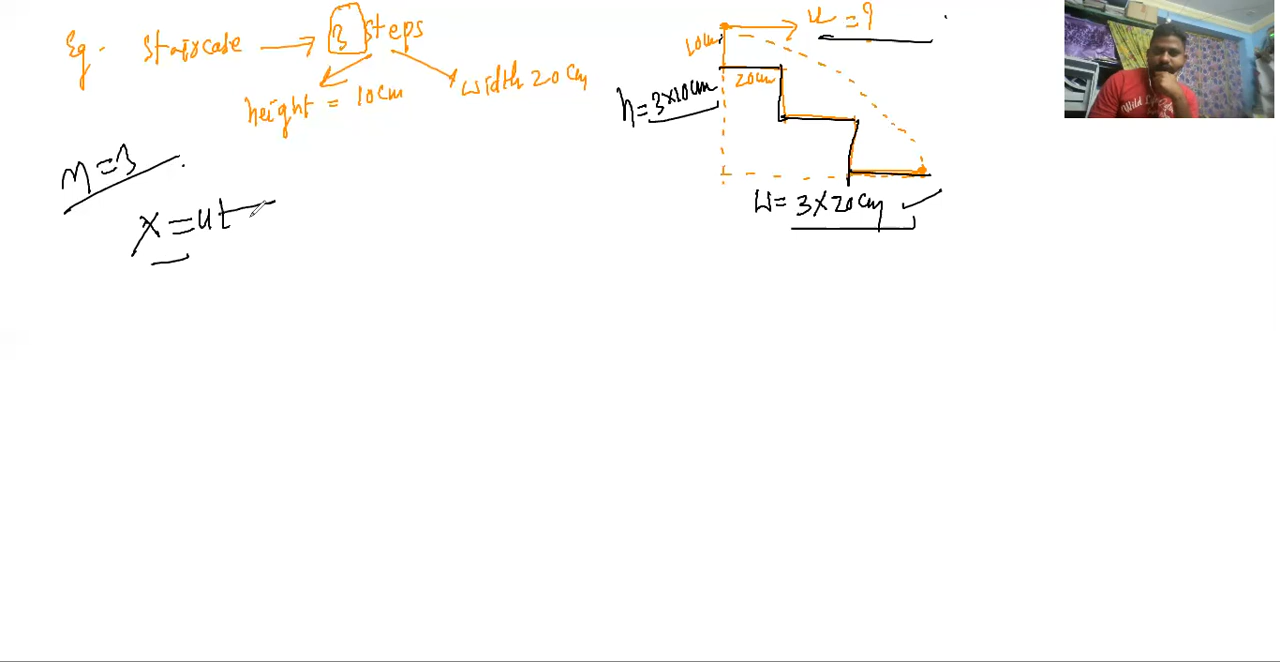 Eg - Staircase → 3 steps
height = 10cm
width 20 cm
n=3
x = ut
u = ?
10cm
20cm
h=3×10cm
W= 3×20cm